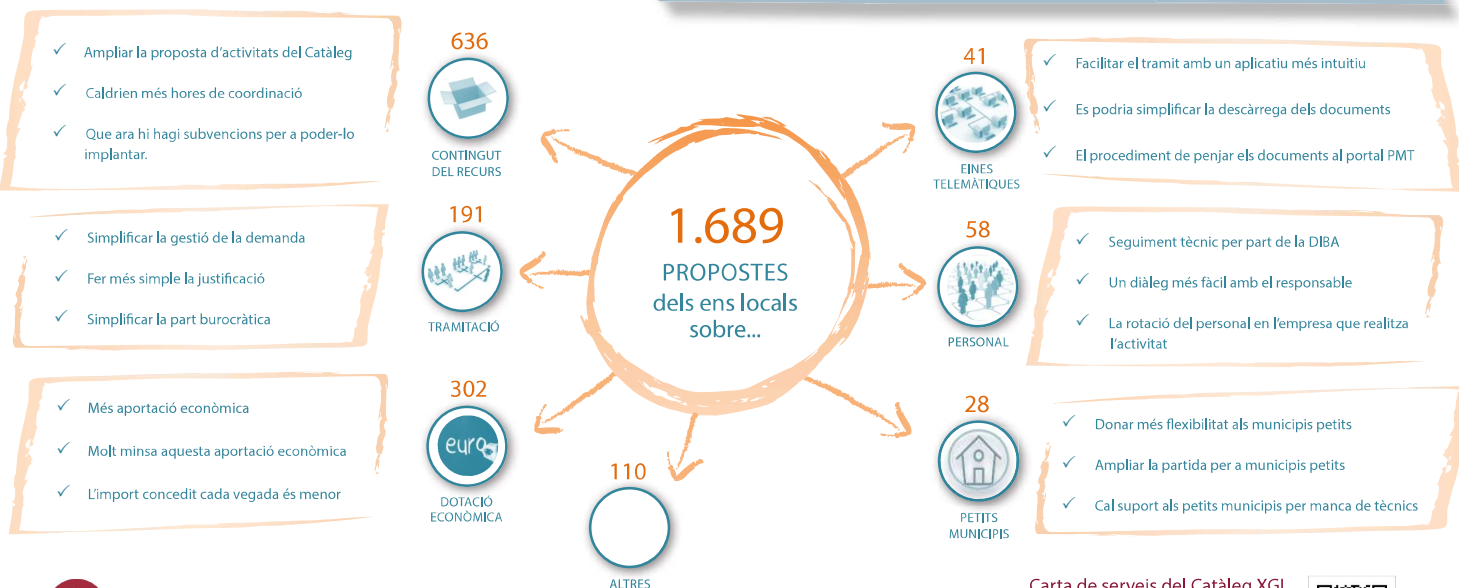 ✓ Ampliar la proposta d'activitats del Catàleg
✓ Caldrien més hores de coordinació
✓ Que ara hi hagi subvencions per a poder-lo
implantar.
636
CONTINGUT
DEL RECURS
✓ Simplificar la gestió de la demanda
✓ Fer més simple la justificació
✓ Simplificar la part burocràtica
191
TRAMITACIÓ
✓ Més aportació econòmica
✓ Molt minsa aquesta aportació econòmica
✓ L'import concedit cada vegada és menor
302
euro
DOTACIÓ
ECONÒMICA
1.689
PROPOSTES
dels ens locals
sobre...
110
ALTRES
41
EINES
TELEMÀTIQUES
✓ Facilitar el tramit amb un aplicatiu més intuitiu
✓ Es podria simplificar la descàrrega dels documents
✓ El procediment de penjar els documents al portal PMT
58
PERSONAL
✓ Seguiment tècnic per part de la DIBA
✓ Un diàleg més fàcil amb el responsable
✓ La rotació del personal en l'empresa que realitza
l'activitat
28
PETITS
MUNICIPIS
✓ Donar més flexibilitat als municipis petits
✓ Ampliar la partida per a municipis petits
✓ Cal suport als petits municipis per manca de tècnics
Carta de serveis del Catàleg XGL